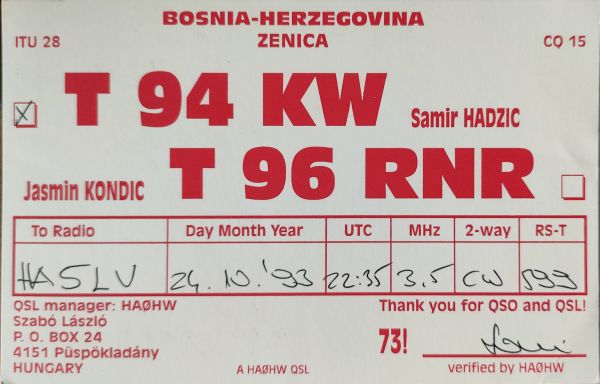 BOSNIA-HERZEGOVINA
ITU 28 ZENICA CQ 15
T 94 KW Samir HADZIC
Jasmin KONDIC T 96 RNR
To Radio Day Month Year UTC MHz 2-way RS-T
HA5LV 24. 10. '93 22:35 3,5 CW 599
QSL manager: HAØHW Thank you for QSO and QSL!
Szabó László
P. O. BOX 24 73!
4151 Püspökladány
HUNGARY A HAØHW QSL verified by HAØHW